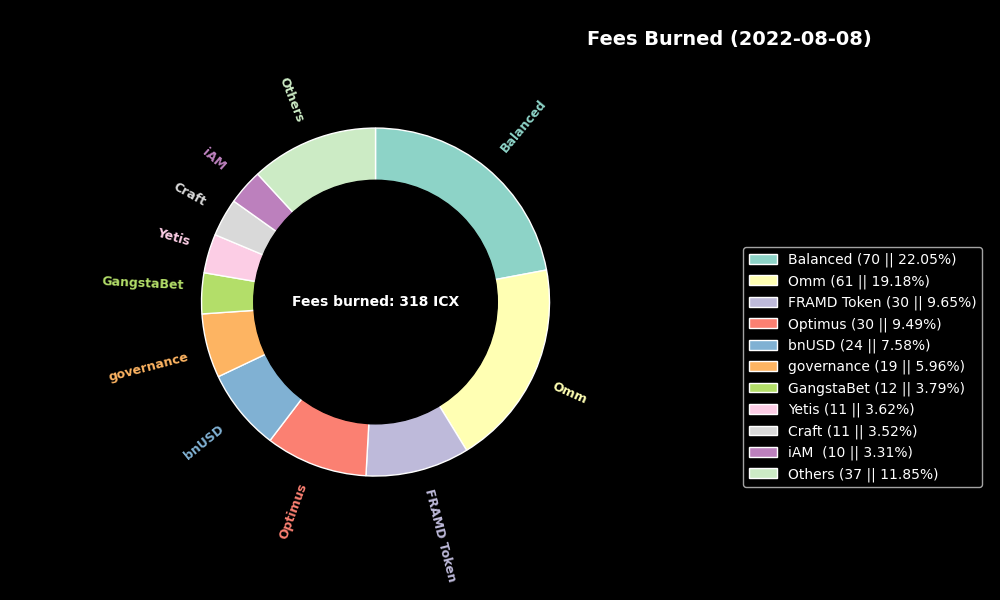 Fees Burned (2022-08-08)
Others
Balanced
iAM
Craft
Yetis
GangstaBet
governance
bnUSD
Optimus
FRAMD Token
Omm
Fees burned: 318 ICX
Balanced (70 || 22.05%)
Omm (61 || 19.18%)
FRAMD Token (30 || 9.65%)
Optimus (30 || 9.49%)
bnUSD (24 || 7.58%)
governance (19 || 5.96%)
GangstaBet (12 || 3.79%)
Yetis (11 || 3.62%)
Craft (11 || 3.52%)
iAM  (10 || 3.31%)
Others (37 || 11.85%)